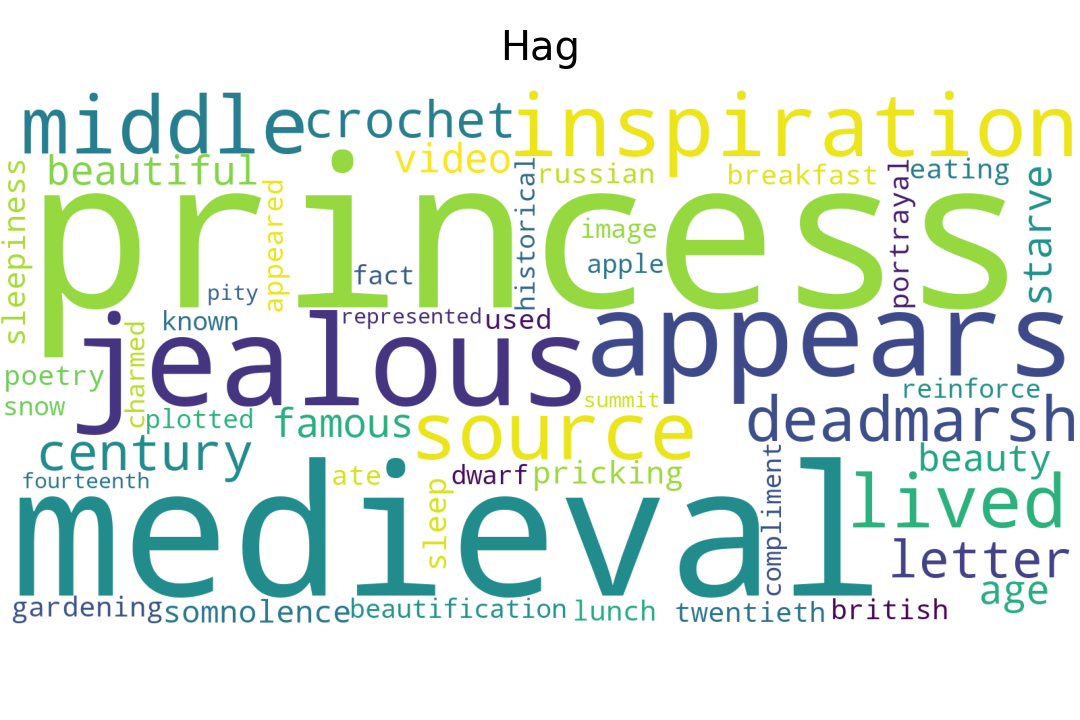 Hag
middle crochet inspiration
beautiful video russian breakfast eating
sleepiness princess appeared historical image portrayal starve
apple
fact
pity
known represented used
jealous appears
charmed
poetry reinforce
snow plotted summit
famous source deadmarsh
century beauty
fourteenth ate dwarf pricking
medieval sleep compliment lived
letter
age
gardening somnolence beautification lunch twentieth british